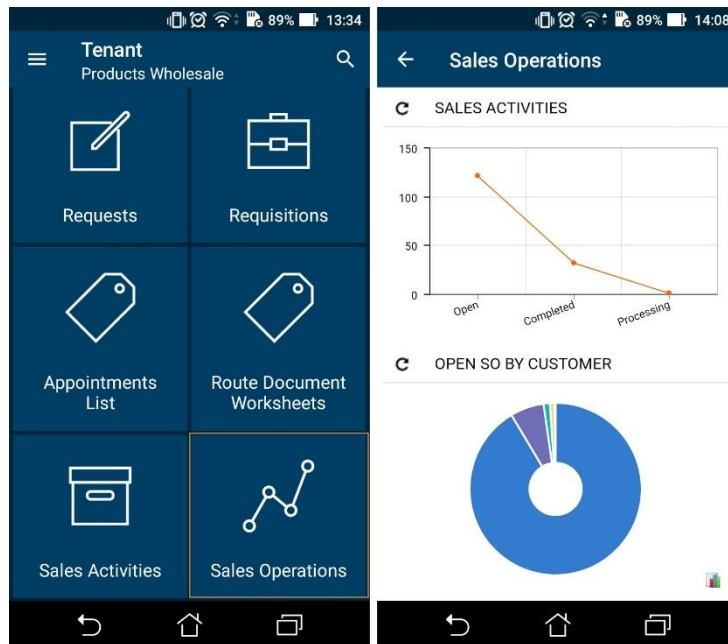 89% 13:34
Tenant
Products Wholesale
Requests
Requisitions
Appointments
List
Route Document
Worksheets
Sales Activities
Sales Operations
89% 14:08
Sales Operations
SALES ACTIVITIES
150
100
50
0
Open
Completed
Processing
OPEN SO BY CUSTOMER